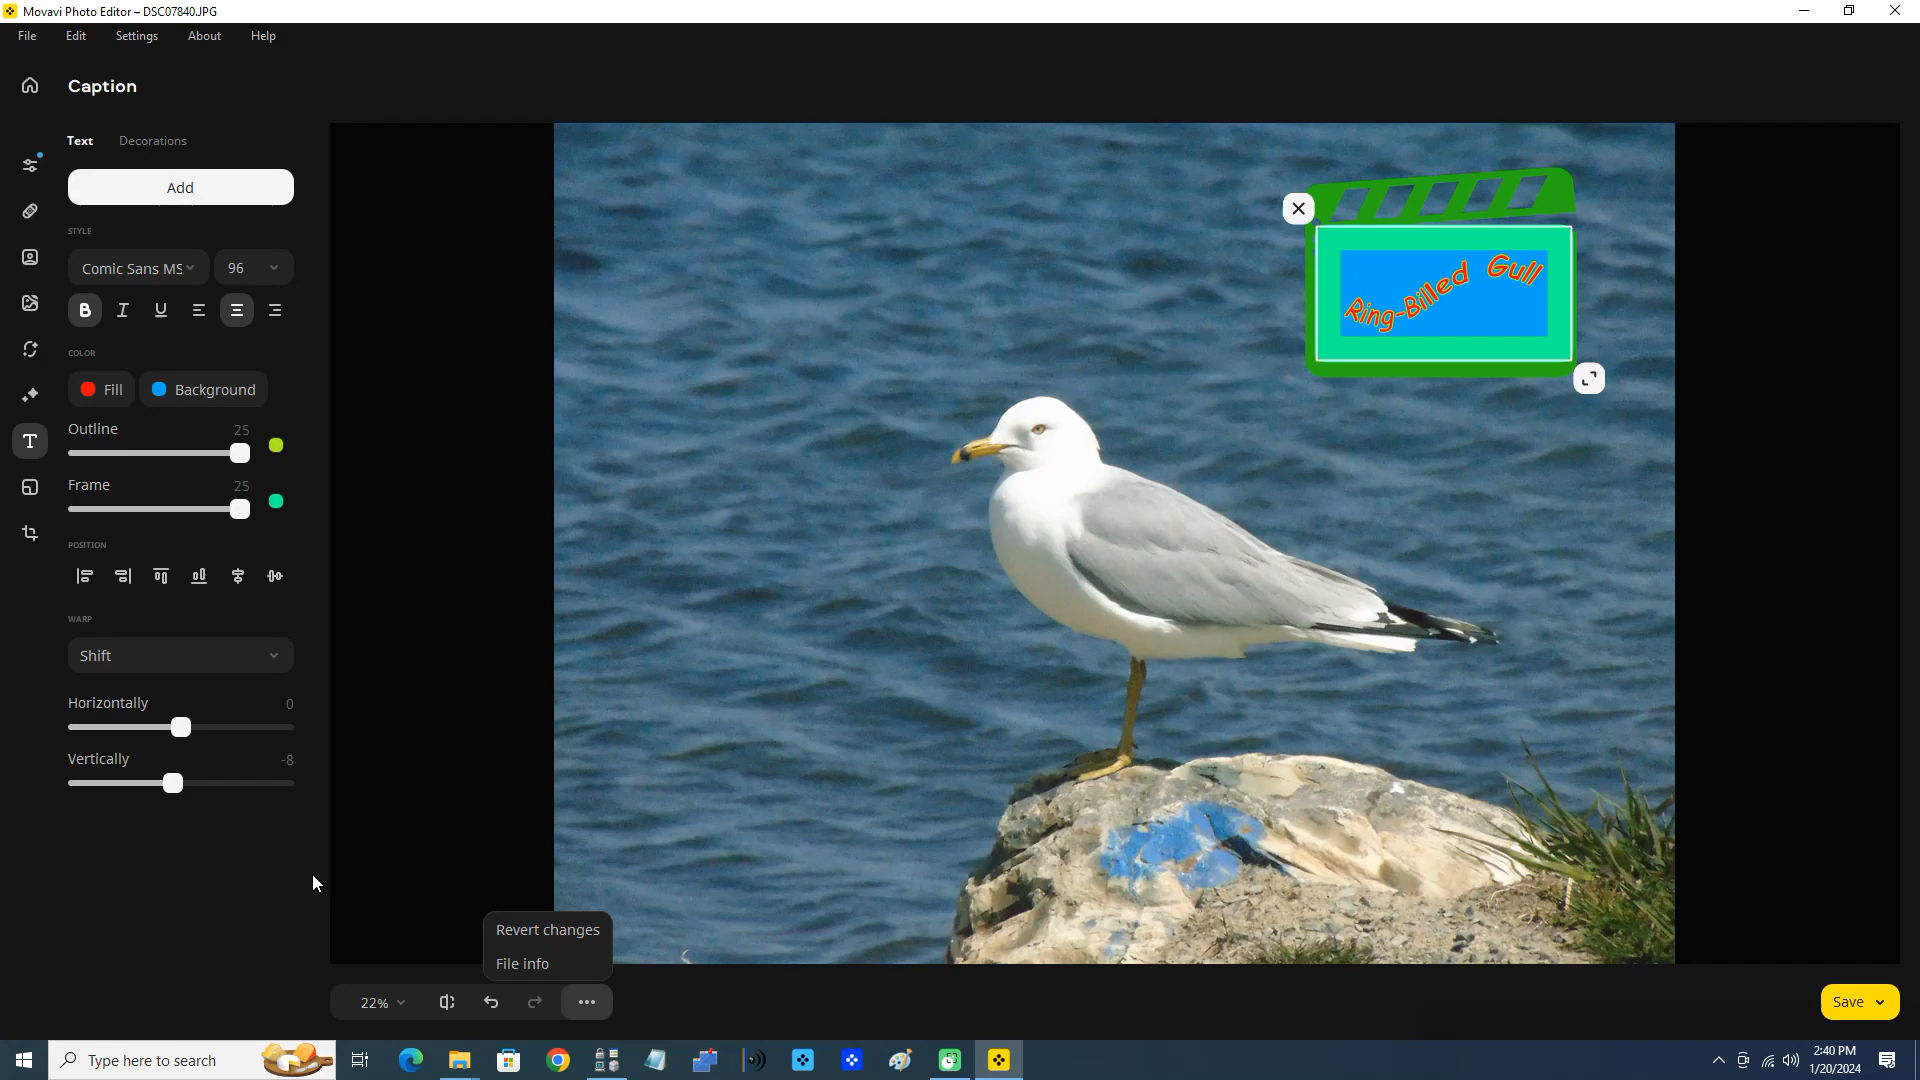 Movavi Photo Editor – DSC07840.JPG
File Edit Settings About Help
Caption
Text Decorations
Add
STYLE
Comic Sans MS 96
B I U
COLOR
Fill Background
Outline 25
Frame 25
POSITION
WARP
Shift
Horizontally 0
Vertically -8
Ring-Billed Gull
Revert changes
File info
22%
Save
Type here to search
2:40 PM
1/20/2024